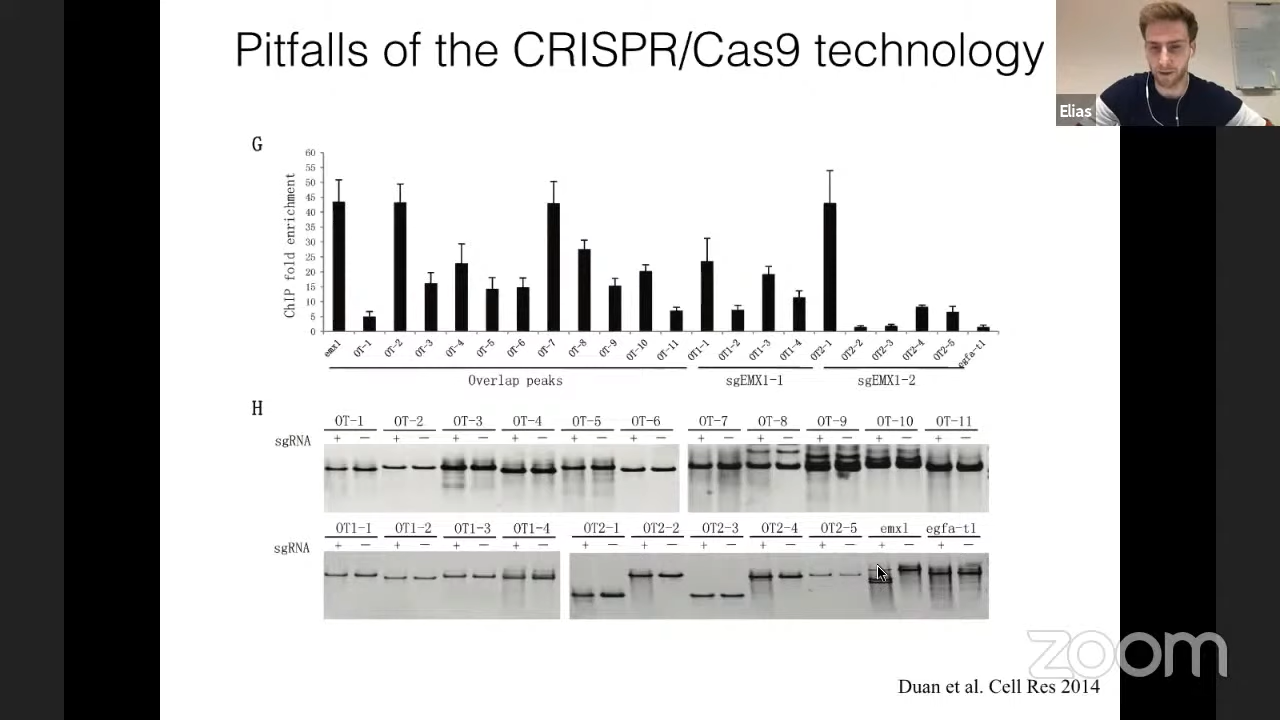 Pitfalls of the CRISPR/Cas9 technology
Elias
G
ChIP fold enrichment
60
55
50
45
40
35
30
25
20
15
10
5
0
emx1 OT-1 OT-2 OT-3 OT-4 OT-5 OT-6 OT-7 OT-8 OT-9 OT-10 OT-11 OT1-1 OT1-2 OT1-3 OT1-4 OT2-1 OT2-2 OT2-3 OT2-4 OT2-5 egfa-t1
Overlap peaks sgEMX1-1 sgEMX1-2
H
OT-1 OT-2 OT-3 OT-4 OT-5 OT-6 OT-7 OT-8 OT-9 OT-10 OT-11
sgRNA + − + − + − + − + − + − + − + − + − + − + −
OT1-1 OT1-2 OT1-3 OT1-4 OT2-1 OT2-2 OT2-3 OT2-4 OT2-5 emx1 egfa-t1
sgRNA + − + − + − + − + − + − + − + − + − + − + −
zoom
Duan et al. Cell Res 2014